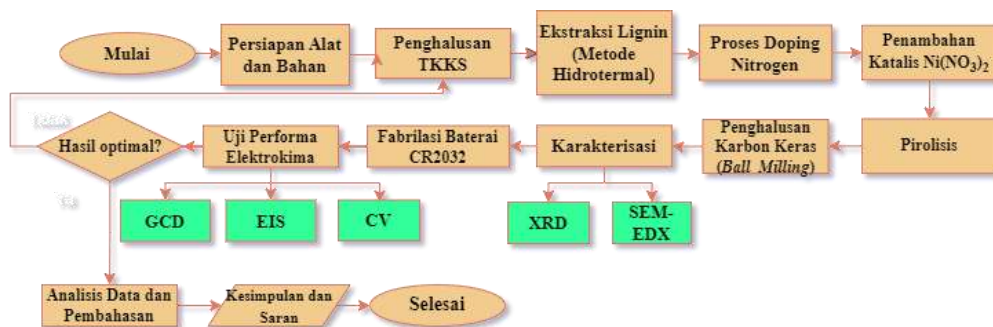 Mulai
Persiapan Alat
dan Bahan
Penghalusan
TKKS
Ekstraksi Lignin
(Metode
Hidrotermal)
Proses Doping
Nitrogen
Penambahan
Katalis Ni(NO₃)₂
Hasil optimal?
Uji Performa
Elektrokima
Fabrilasi Baterai
CR2032
Karakterisasi
Penghalusan
Karbon Keras
(Ball Milling)
Pirolisis
GCD
EIS
CV
XRD
SEM-
EDX
Analisis Data dan
Pembahasan
Kesimpulan dan
Saran
Selesai